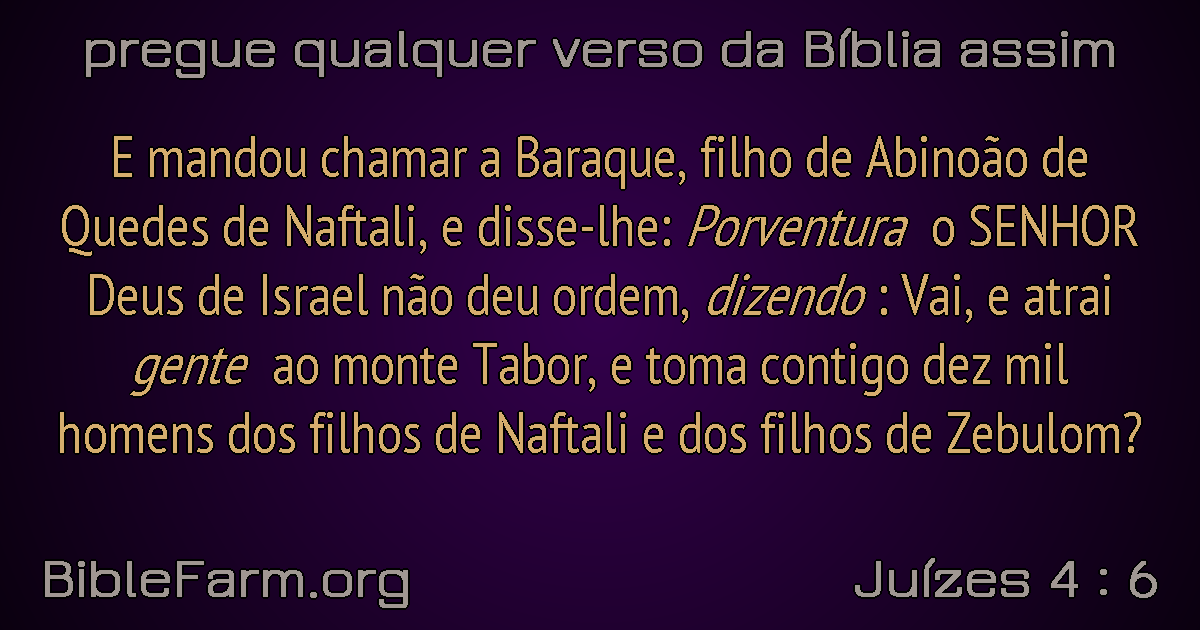 pregue qualquer verso da Bíblia assim
E mandou chamar a Baraque, filho de Abinoão de
Quedes de Naftali, e disse-lhe: Porventura o SENHOR
Deus de Israel não deu ordem, dizendo : Vai, e atrai
gente ao monte Tabor, e toma contigo dez mil
homens dos filhos de Naftali e dos filhos de Zebulom?
BibleFarm.org
Juízes 4 : 6